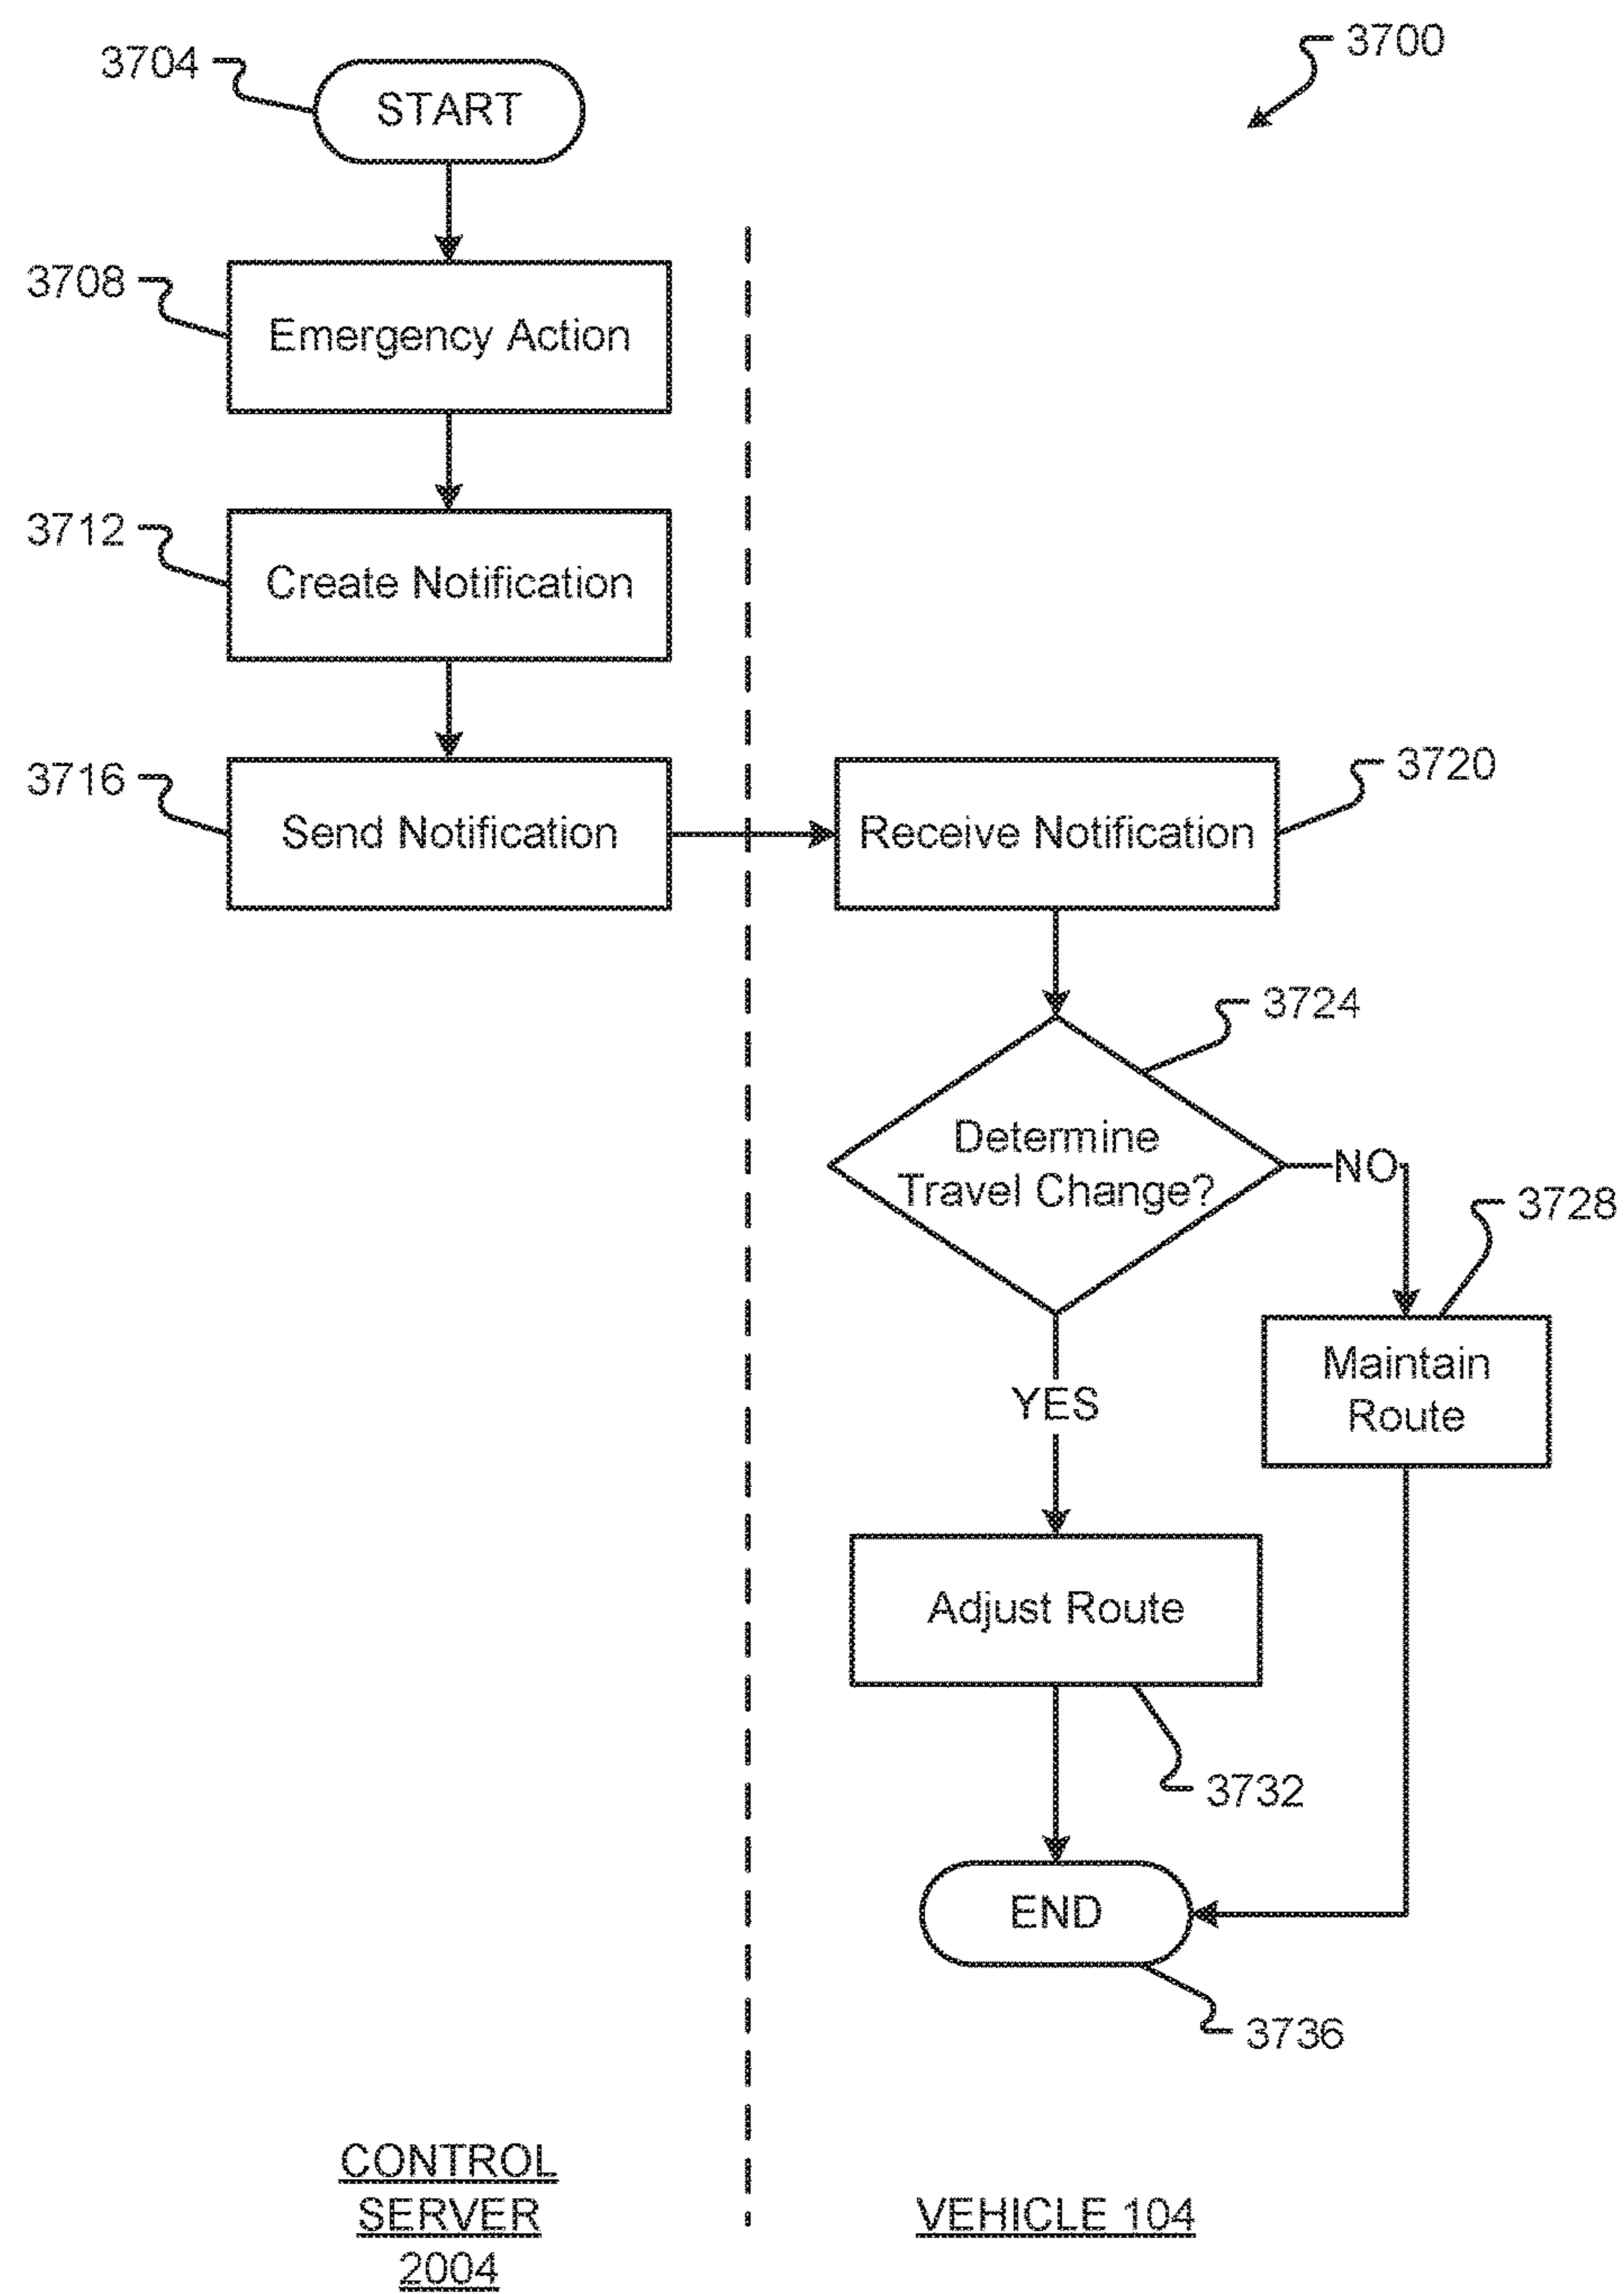 3700
3704
START
3708
Emergency Action
3712
Create Notification
3716
Send Notification
Receive Notification
3720
3724
Determine
Travel Change?
NO
3728
Maintain
Route
YES
Adjust Route
3732
END
3736
CONTROL
SERVER
2004
VEHICLE 104